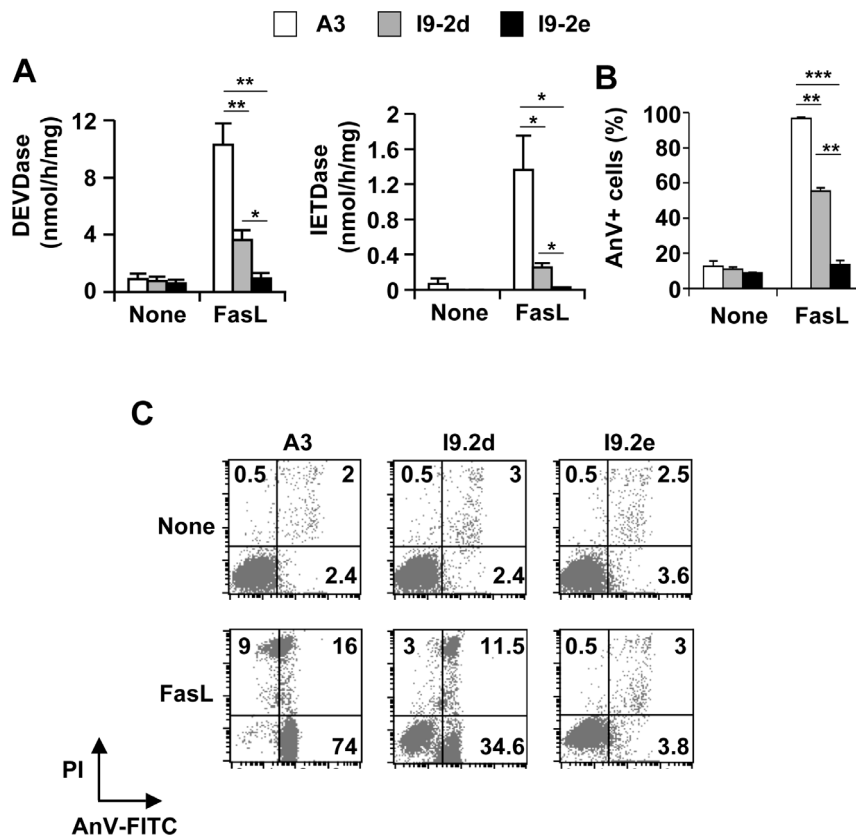 A3 I9-2d I9-2e
A
DEVDase
(nmol/h/mg)
12
8
4
0
**
**
*
None FasL
IETDase
(nmol/h/mg)
2
1.6
1.2
0.8
0.4
0
*
*
*
None FasL
B
AnV+ cells (%)
100
80
60
40
20
0
***
**
**
None FasL
C
A3 I9.2d I9.2e
None
0.5 2
2.4
0.5 3
2.4
0.5 2.5
3.6
FasL
9 16
74
3 11.5
34.6
0.5 3
3.8
PI
AnV-FITC